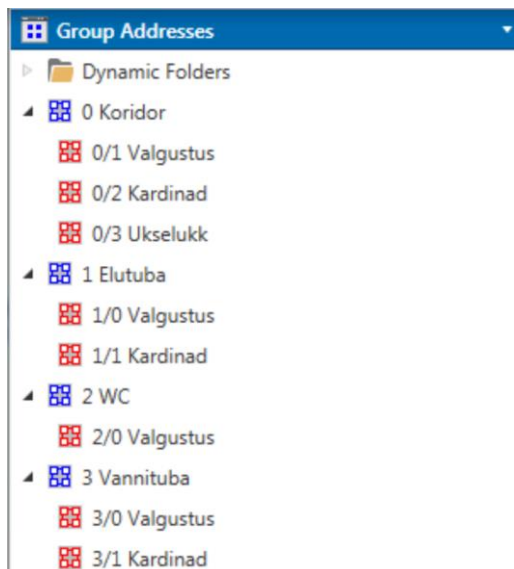 Group Addresses
Dynamic Folders
0 Koridor
0/1 Valgustus
0/2 Kardinad
0/3 Ukselukk
1 Elutuba
1/0 Valgustus
1/1 Kardinad
2 WC
2/0 Valgustus
3 Vannituba
3/0 Valgustus
3/1 Kardinad